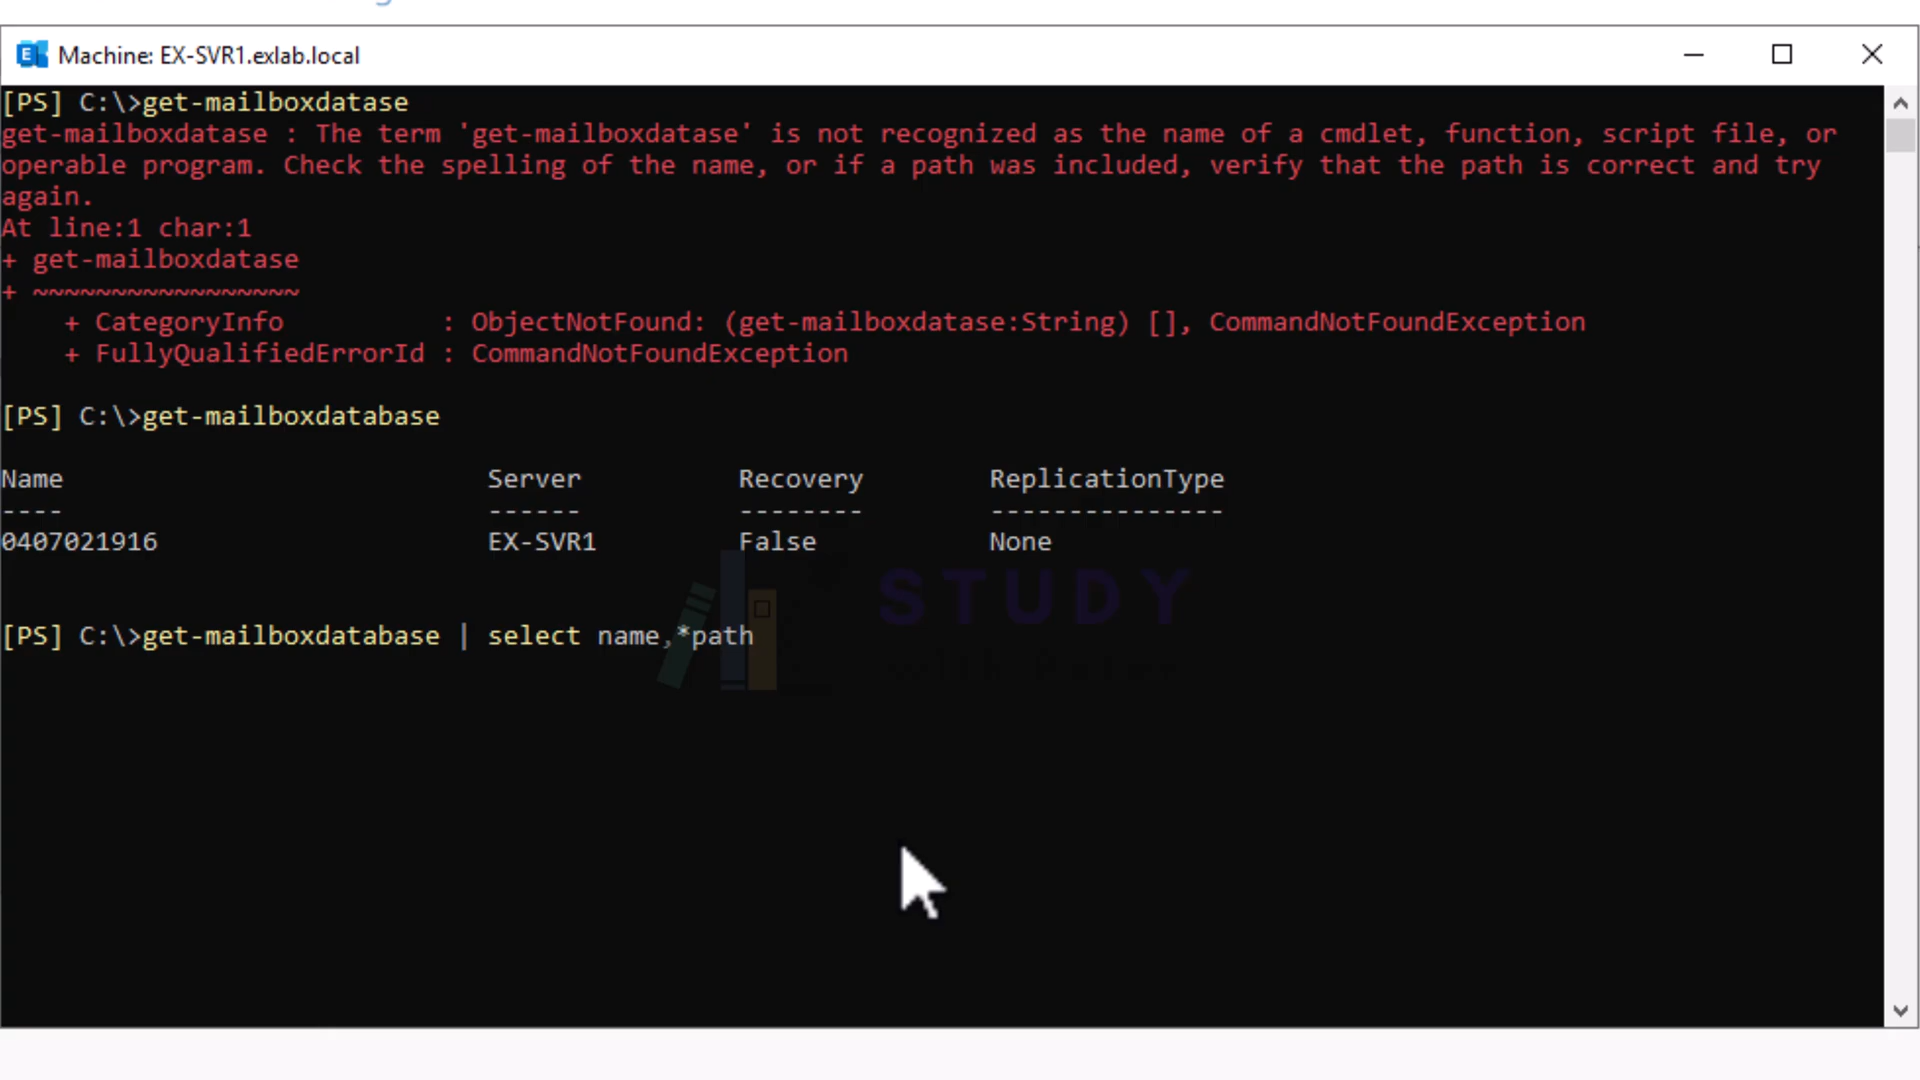 Machine: EX-SVR1.exlab.local
[PS] C:\>get-mailboxdatase
get-mailboxdatase : The term 'get-mailboxdatase' is not recognized as the name of a cmdlet, function, script file, or
operable program. Check the spelling of the name, or if a path was included, verify that the path is correct and try
again.
At line:1 char:1
+ get-mailboxdatase
+ ~~~~~~~~~~~~~~~~~
    + CategoryInfo          : ObjectNotFound: (get-mailboxdatase:String) [], CommandNotFoundException
    + FullyQualifiedErrorId : CommandNotFoundException
[PS] C:\>get-mailboxdatabase
Name                           Server          Recovery        ReplicationType
----                           ------          --------        ---------------
0407021916                     EX-SVR1         False           None
STUDY
[PS] C:\>get-mailboxdatabase | select name,*path